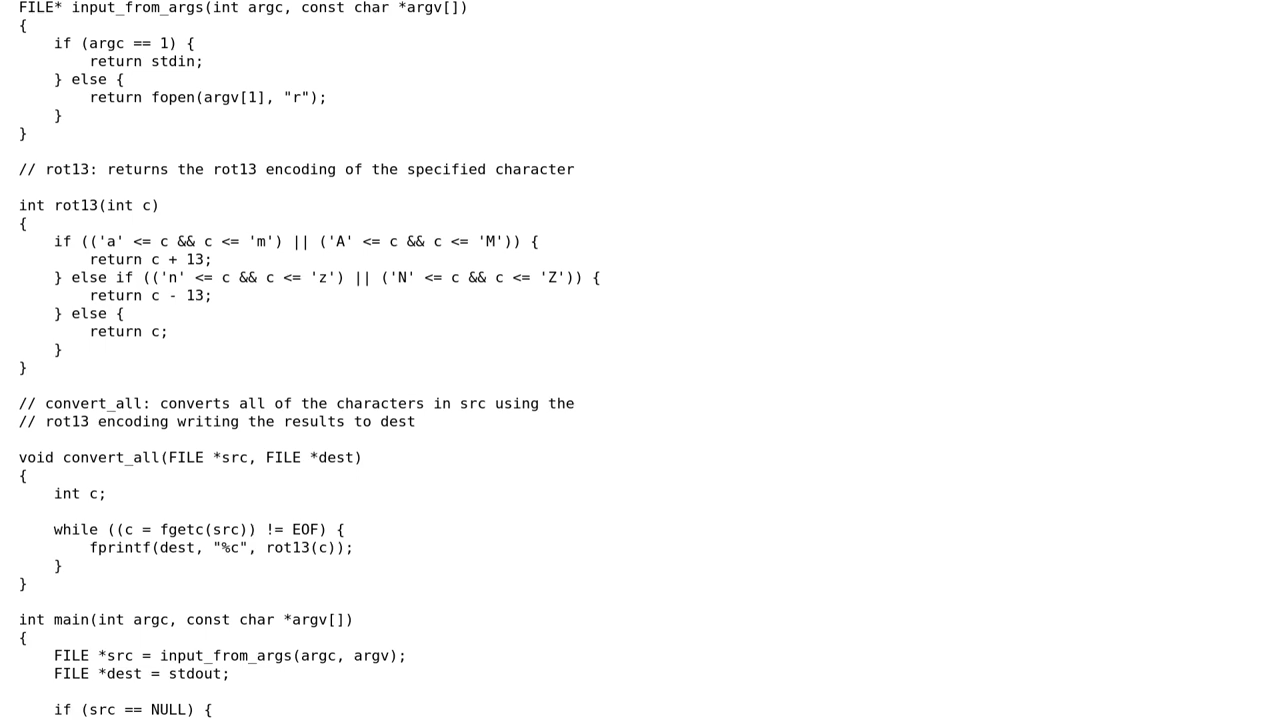 FILE* input_from_args(int argc, const char *argv[])
{
    if (argc == 1) {
        return stdin;
    } else {
        return fopen(argv[1], "r");
    }
}

// rot13: returns the rot13 encoding of the specified character

int rot13(int c)
{
    if (('a' <= c && c <= 'm') || ('A' <= c && c <= 'M')) {
        return c + 13;
    } else if (('n' <= c && c <= 'z') || ('N' <= c && c <= 'Z')) {
        return c - 13;
    } else {
        return c;
    }
}

// convert_all: converts all of the characters in src using the
// rot13 encoding writing the results to dest

void convert_all(FILE *src, FILE *dest)
{
    int c;

    while ((c = fgetc(src)) != EOF) {
        fprintf(dest, "%c", rot13(c));
    }
}

int main(int argc, const char *argv[])
{
    FILE *src = input_from_args(argc, argv);
    FILE *dest = stdout;

    if (src == NULL) {